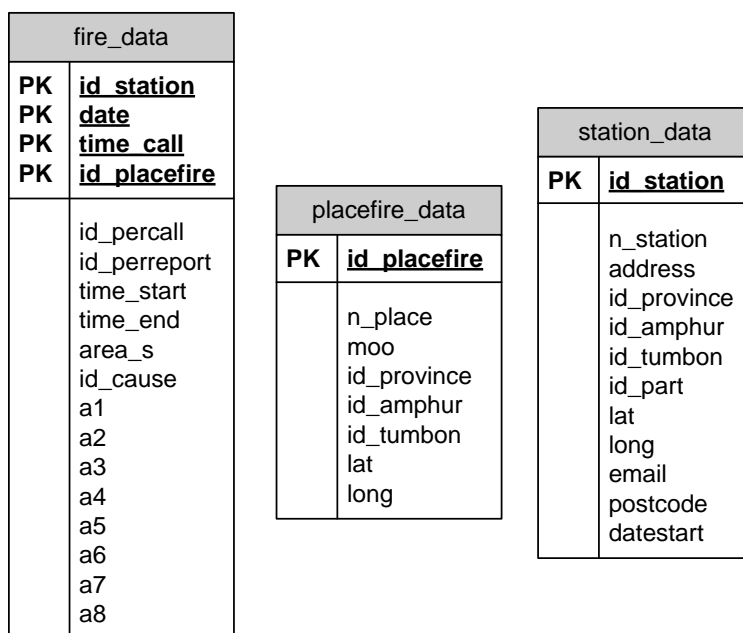 fire_data
PK id_station
PK date
PK time_call
PK id_placefire
id_percall
id_perreport
time_start
time_end
area_s
id_cause
a1
a2
a3
a4
a5
a6
a7
a8
placefire_data
PK id_placefire
n_place
moo
id_province
id_amphur
id_tumbon
lat
long
station_data
PK id_station
n_station
address
id_province
id_amphur
id_tumbon
id_part
lat
long
email
postcode
datestart